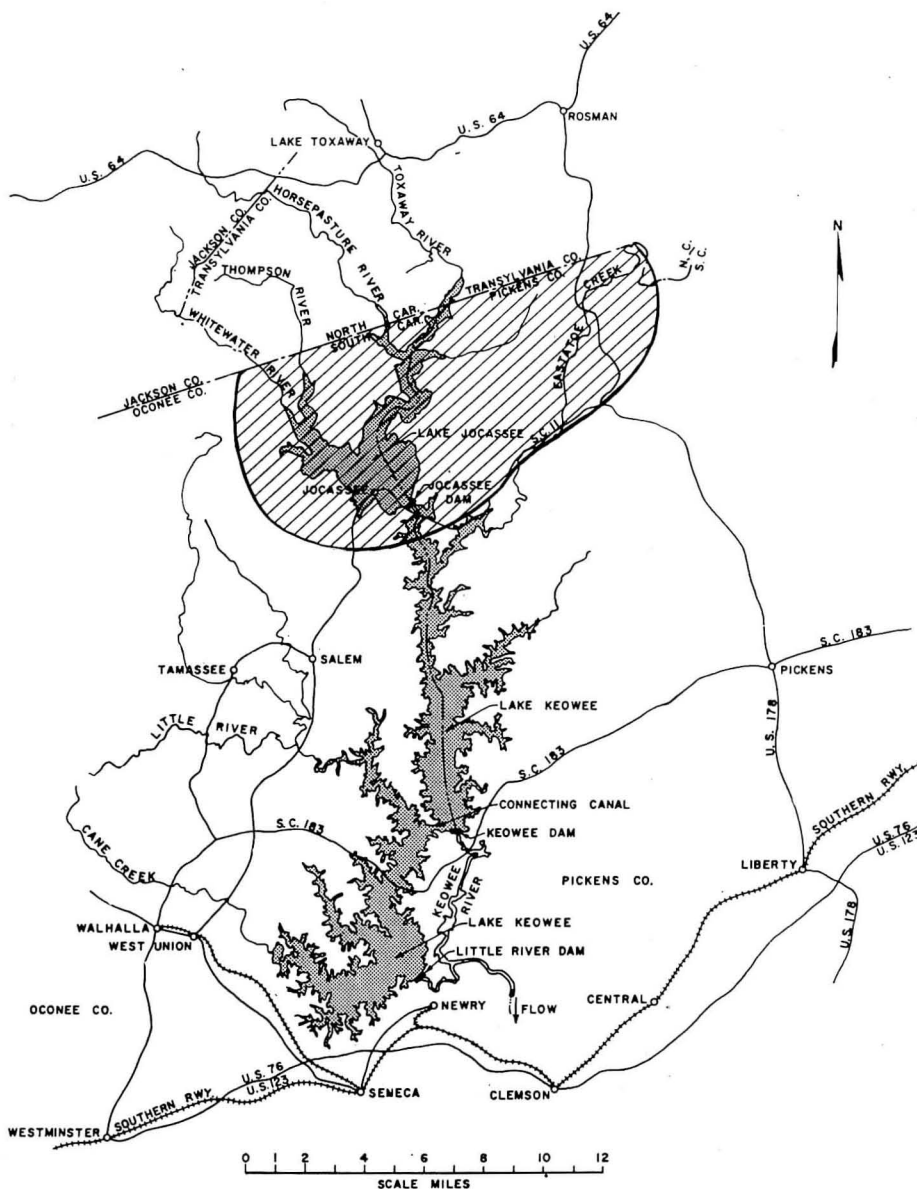 U.S. 64
ROSMAN
U.S. 64
LAKE TOXAWAY
U.S. 64
TOXAWAY RIVER
HORSEPASTURE RIVER
JACKSON CO.
TRANSYLVANIA CO.
THOMPSON RIVER
WHITEWATER RIVER
N
N.C.
S.C.
TRANSYLVANIA CO.
PICKENS CO.
NORTH CAR.
SOUTH CAR.
EASTATOE CREEK
JACKSON CO.
OCONEE CO.
S.C. 11
LAKE JOCASSEE
JOCASSEE
JOCASSEE
DAM
SALEM
TAMASSEE
S.C. 183
PICKENS
LITTLE RIVER
LAKE KEOWEE
U.S. 178
S.C. 183
CONNECTING CANAL
S.C. 183
KEOWEE DAM
SOUTHERN RWY
U.S. 76
U.S. 123
CANE CREEK
LIBERTY
PICKENS CO.
KEOWEE
RIVER
U.S. 178
WALHALLA
WEST UNION
LAKE KEOWEE
LITTLE RIVER DAM
OCONEE CO.
NEWRY
FLOW
CENTRAL
U.S. 76
U.S. 123
SOUTHERN RWY
SEMECA
CLEMSON
WESTMINSTER
0 1 2 3 4 6 8 10 12
SCALE MILES